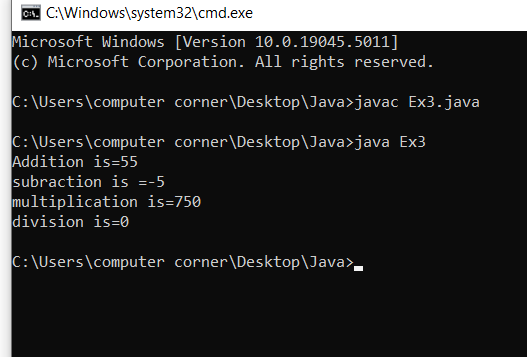 C:\Windows\system32\cmd.exe
Microsoft Windows [Version 10.0.19045.5011]
(c) Microsoft Corporation. All rights reserved.
C:\Users\computer corner\Desktop\Java>javac Ex3.java
C:\Users\computer corner\Desktop\Java>java Ex3
Addition is=55
subraction is =-5
multiplication is=750
division is=0
C:\Users\computer corner\Desktop\Java>